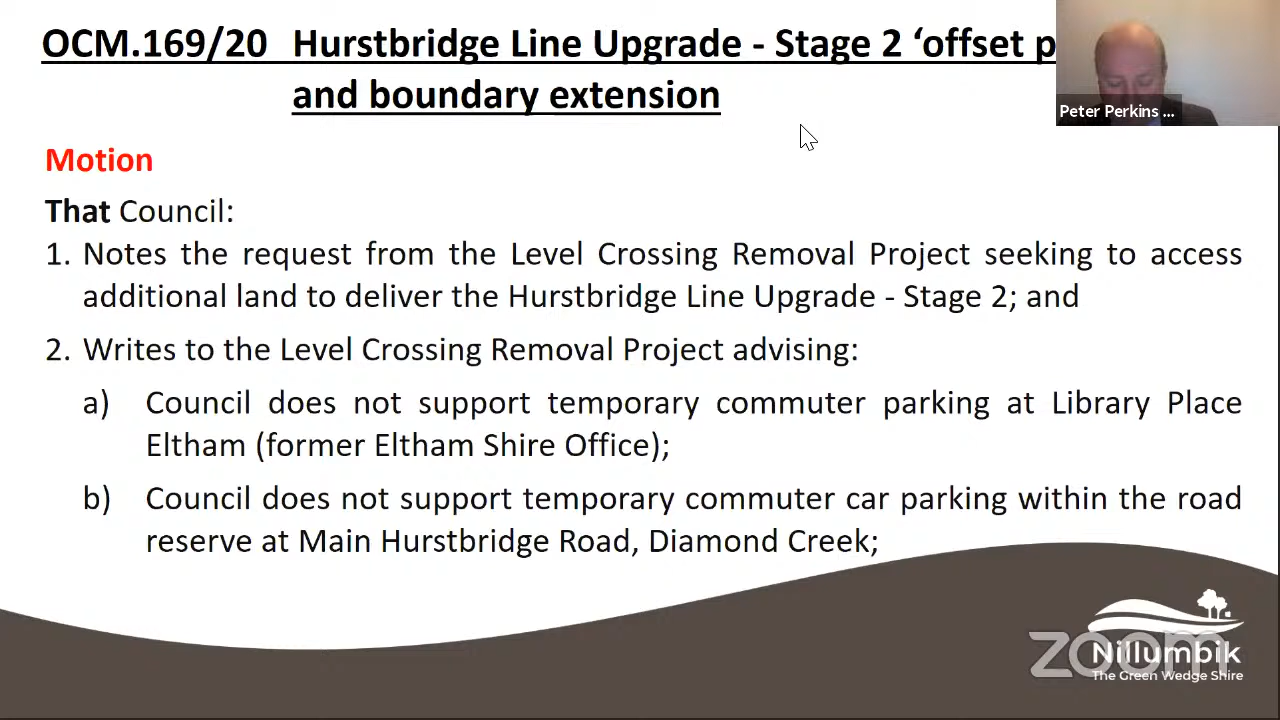 OCM.169/20 Hurstbridge Line Upgrade - Stage 2 ‘offset p
and boundary extension
Peter Perkins ...
Motion
That Council:
1. Notes the request from the Level Crossing Removal Project seeking to access
additional land to deliver the Hurstbridge Line Upgrade - Stage 2; and
2. Writes to the Level Crossing Removal Project advising:
a) Council does not support temporary commuter parking at Library Place
Eltham (former Eltham Shire Office);
b) Council does not support temporary commuter car parking within the road
reserve at Main Hurstbridge Road, Diamond Creek;
zoom
Nillumbik
The Green Wedge Shire